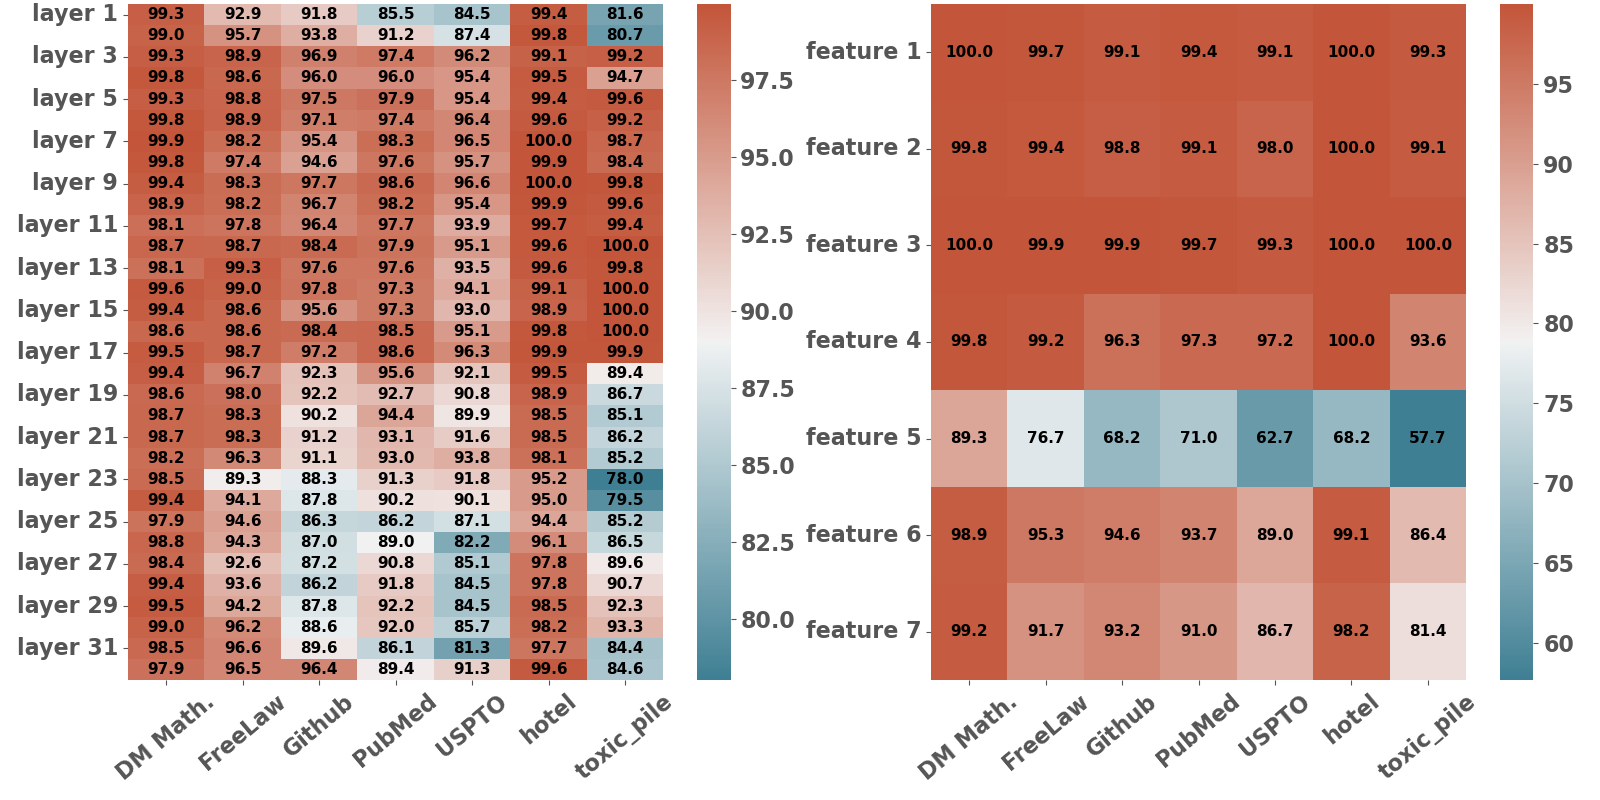 layer 1 99.3 92.9 91.8 85.5 84.5 99.4 81.6
99.0 95.7 93.8 91.2 87.4 99.8 80.7
layer 3 99.3 98.9 96.9 97.4 96.2 99.1 99.2
99.8 98.6 96.0 96.0 95.4 99.5 94.7
layer 5 99.3 98.8 97.5 97.9 95.4 99.4 99.6
99.8 98.9 97.1 97.4 96.4 99.6 99.2
layer 7 99.9 98.2 95.4 98.3 96.5 100.0 98.7
99.8 97.4 94.6 97.6 95.7 99.9 98.4
layer 9 99.4 98.3 97.7 98.6 96.6 100.0 99.8
98.9 98.2 96.7 98.2 95.4 99.9 99.6
layer 11 98.1 97.8 96.4 97.7 93.9 99.7 99.4
98.7 98.7 98.4 97.9 95.1 99.6 100.0
layer 13 98.1 99.3 97.6 97.6 93.5 99.6 99.8
99.6 99.0 97.8 97.3 94.1 99.1 100.0
layer 15 99.4 98.6 95.6 97.3 93.0 98.9 100.0
98.6 98.6 98.4 98.5 95.1 99.8 100.0
layer 17 99.5 98.7 97.2 98.6 96.3 99.9 99.9
99.4 96.7 92.3 95.6 92.1 99.5 89.4
layer 19 98.6 98.0 92.2 92.7 90.8 98.9 86.7
98.7 98.3 90.2 94.4 89.9 98.5 85.1
layer 21 98.7 98.3 91.2 93.1 91.6 98.5 86.2
98.2 96.3 91.1 93.0 93.8 98.1 85.2
layer 23 98.5 89.3 88.3 91.3 91.8 95.2 78.0
99.4 94.1 87.8 90.2 90.1 95.0 79.5
layer 25 97.9 94.6 86.3 86.2 87.1 94.4 85.2
98.8 94.3 87.0 89.0 82.2 96.1 86.5
layer 27 98.4 92.6 87.2 90.8 85.1 97.8 89.6
99.4 93.6 86.2 91.8 84.5 97.8 90.7
layer 29 99.5 94.2 87.8 92.2 84.5 98.5 92.3
99.0 96.2 88.6 92.0 85.7 98.2 93.3
layer 31 98.5 96.6 89.6 86.1 81.3 97.7 84.4
97.9 96.5 96.4 89.4 91.3 99.6 84.6
DM Math. FreeLaw Github PubMed USPTO hotel toxic_pile
97.5
95.0
92.5
90.0
87.5
85.0
82.5
80.0
feature 1 100.0 99.7 99.1 99.4 99.1 100.0 99.3
feature 2 99.8 99.4 98.8 99.1 98.0 100.0 99.1
feature 3 100.0 99.9 99.9 99.7 99.3 100.0 100.0
feature 4 99.8 99.2 96.3 97.3 97.2 100.0 93.6
feature 5 89.3 76.7 68.2 71.0 62.7 68.2 57.7
feature 6 98.9 95.3 94.6 93.7 89.0 99.1 86.4
feature 7 99.2 91.7 93.2 91.0 86.7 98.2 81.4
DM Math. FreeLaw Github PubMed USPTO hotel toxic_pile
95
90
85
80
75
70
65
60